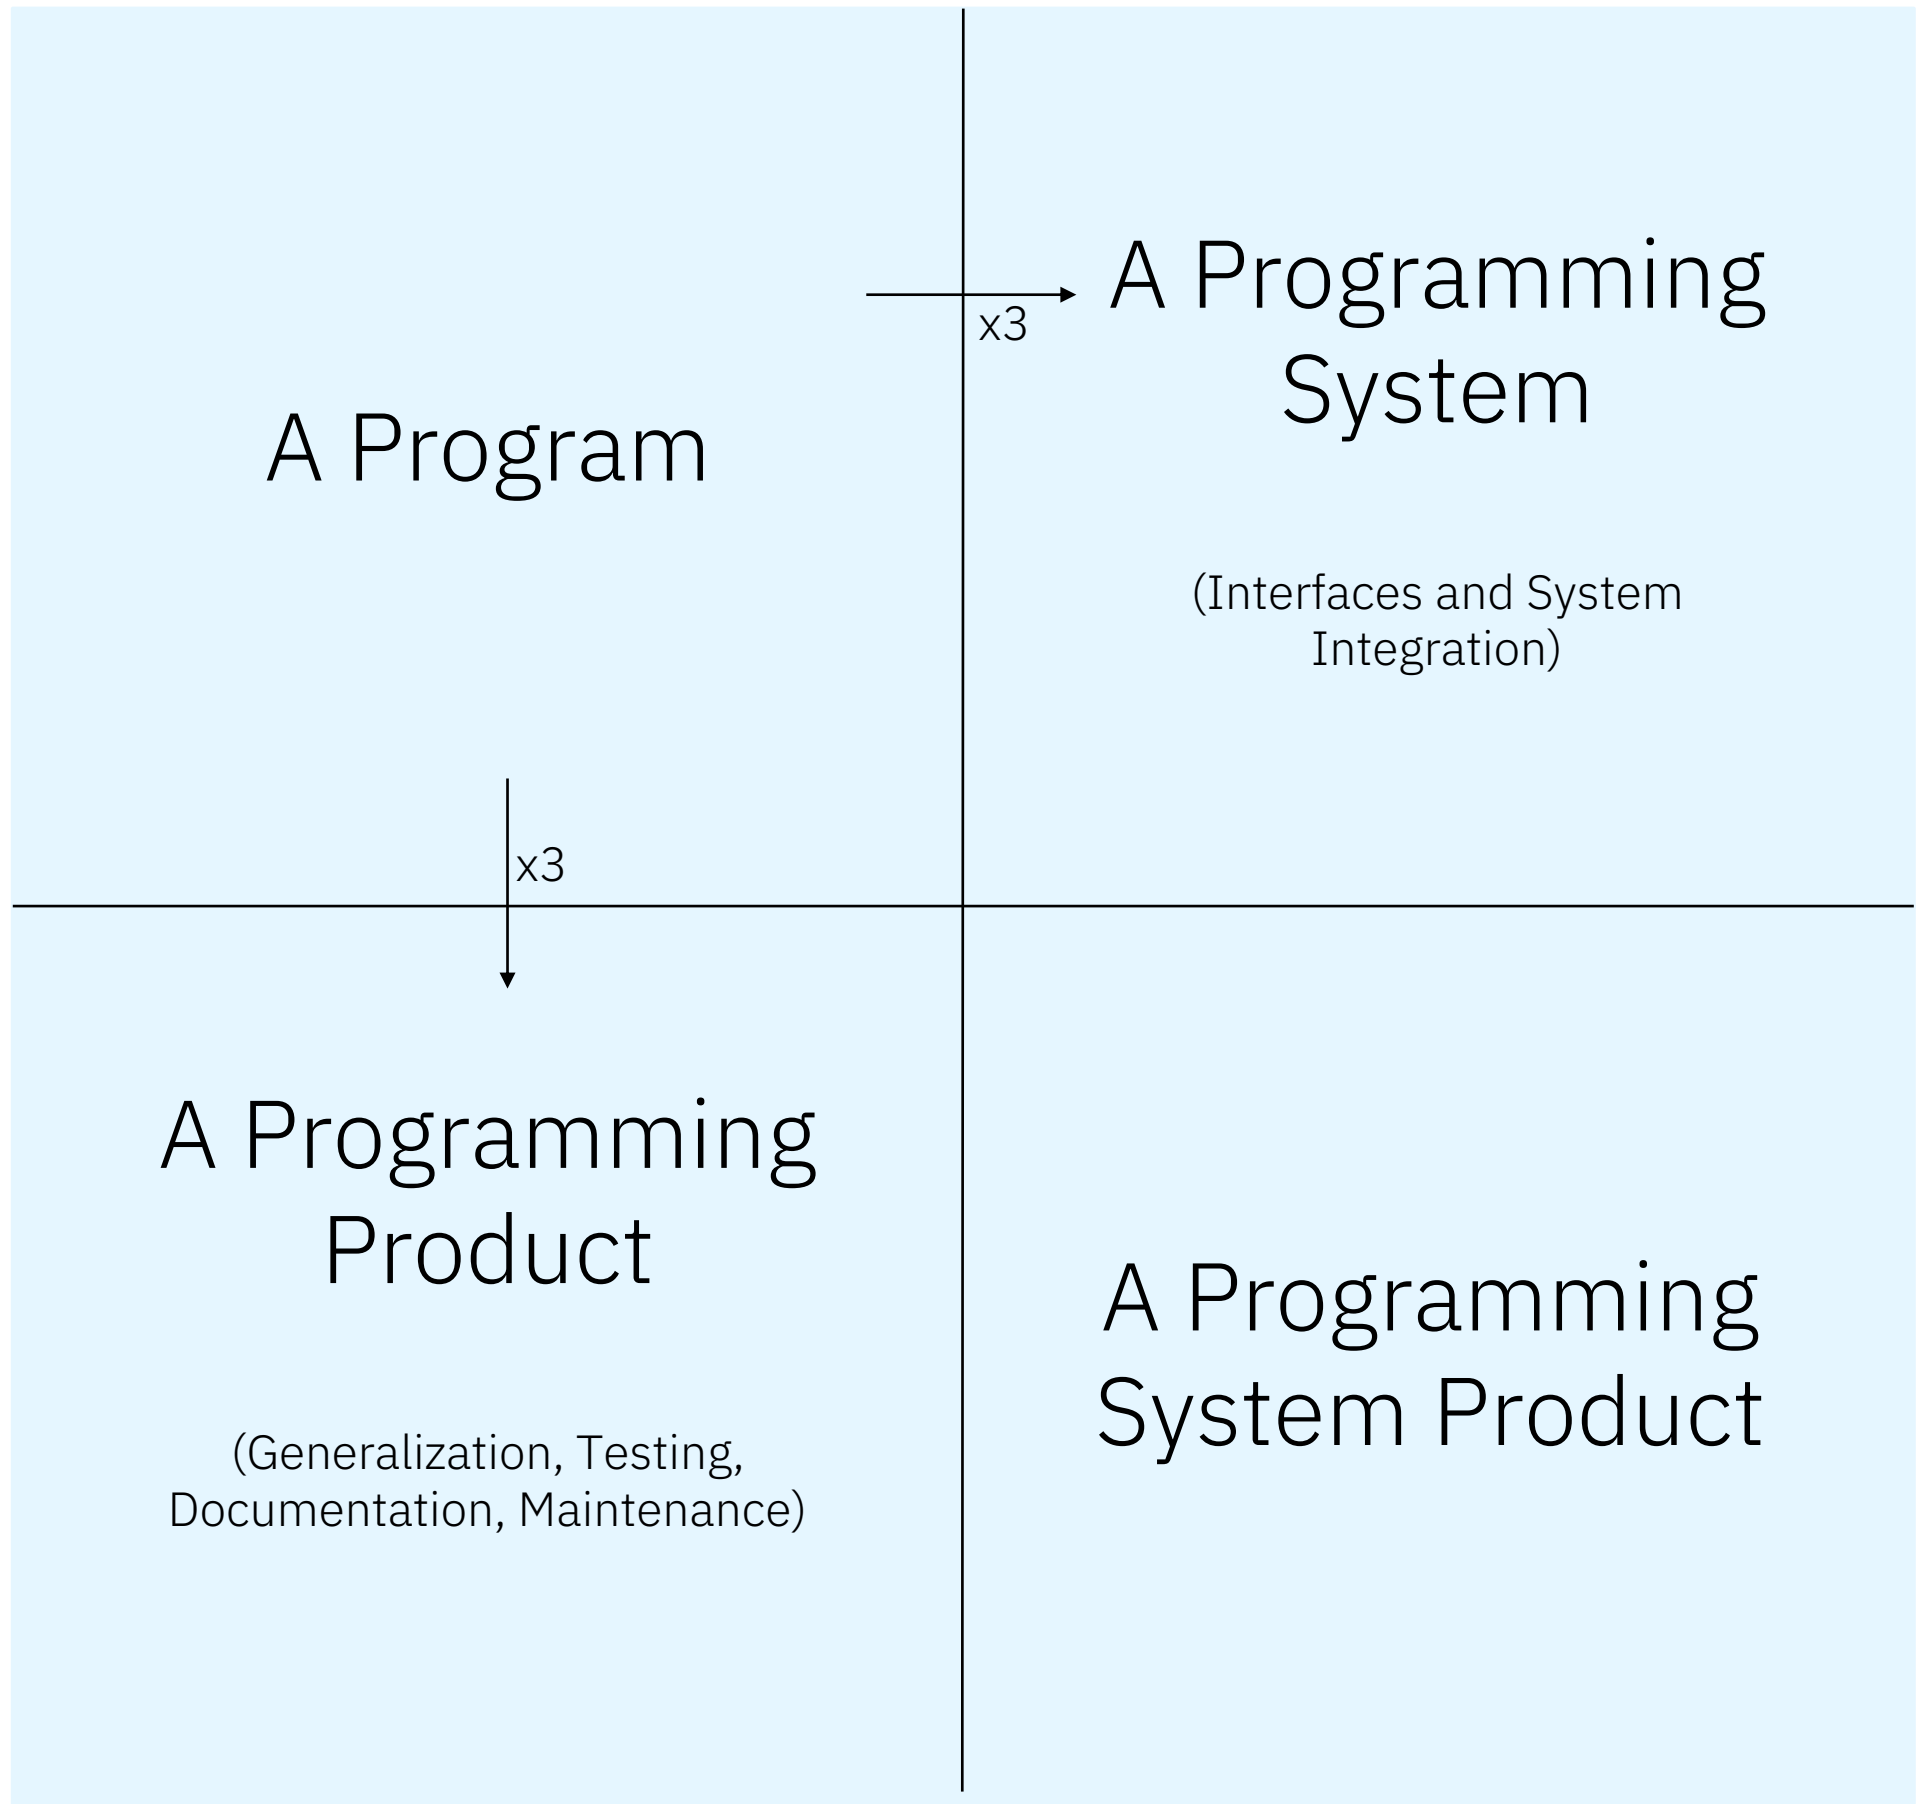 A Program
x3
A Programming
System
(Interfaces and System
Integration)
x3
A Programming
Product
(Generalization, Testing,
Documentation, Maintenance)
A Programming
System Product